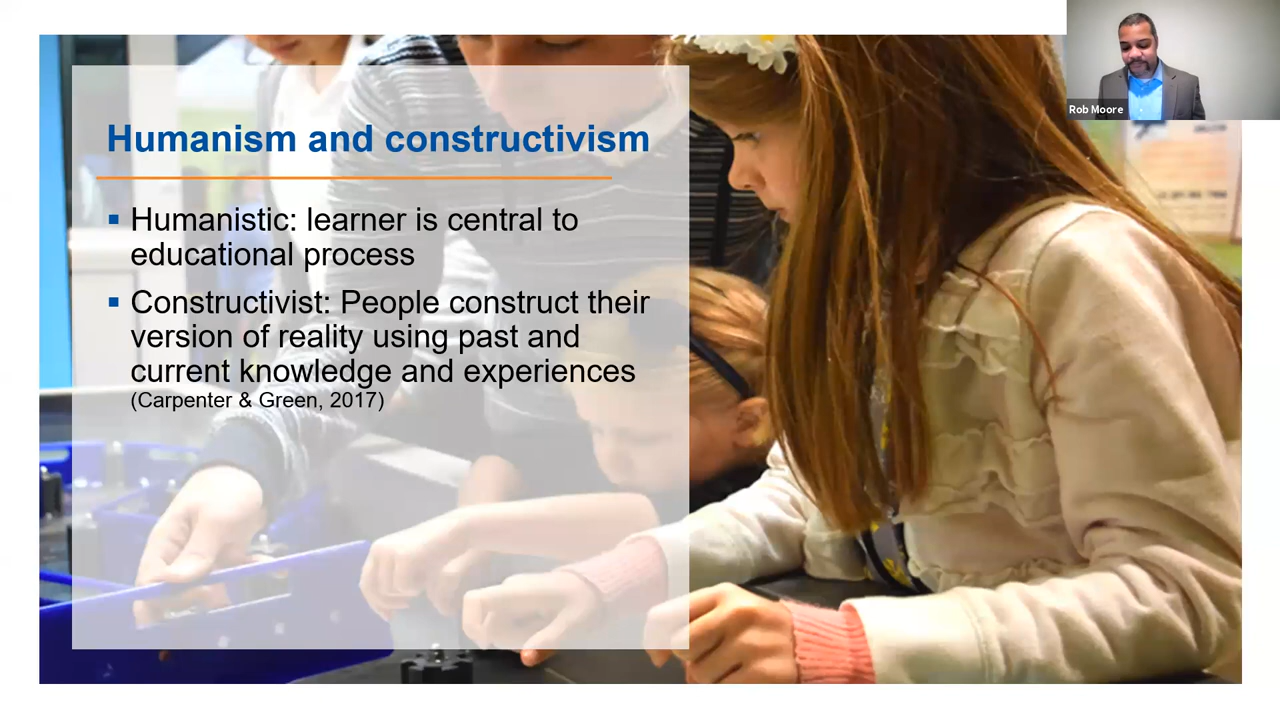 Humanism and constructivism
▪ Humanistic: learner is central to
educational process
▪ Constructivist: People construct their
version of reality using past and
current knowledge and experiences
(Carpenter & Green, 2017)
Rob Moore